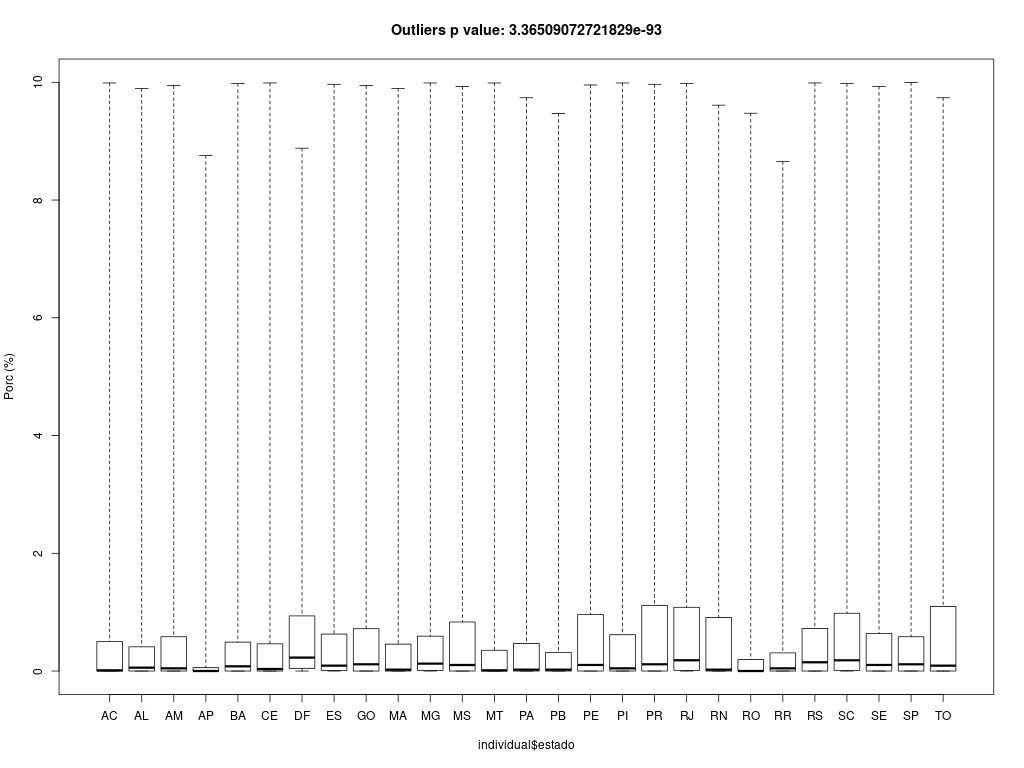 Outliers p value: 3.36509072721829e-93
10
8
6
4
2
0
Porc (%)
AC AL AM AP BA CE DF ES GO MA MG MS MT PA PB PE PI PR RJ RN RO RR RS SC SE SP TO
individual$estado